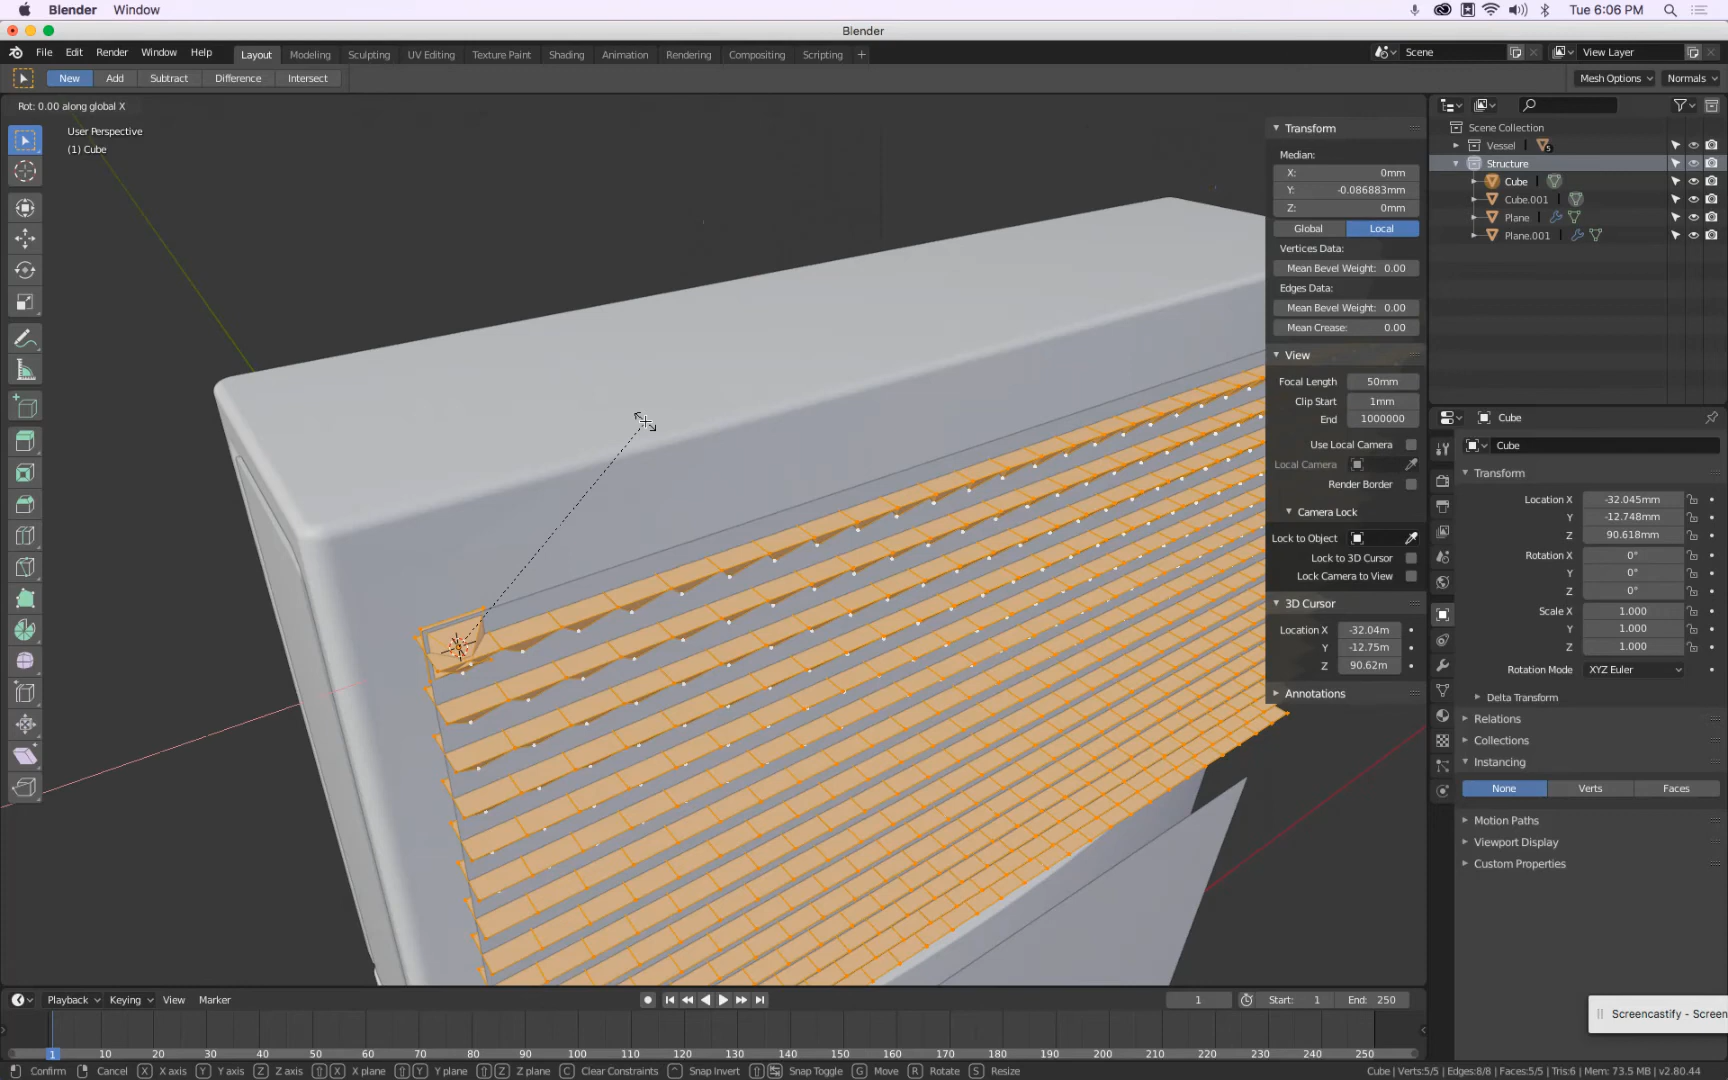 Blender Window Tue 6:06 PM
Blender
File Edit Render Window Help Layout Modeling Sculpting UV Editing Texture Paint Shading Animation Rendering Compositing Scripting + Scene View Layer
New Add Subtract Difference Intersect Mesh Options Normals
Rot: 0.00 along global X
User Perspective
(1) Cube
Transform
Median:
X: 0mm
Y: -0.086883mm
Z: 0mm
Global Local
Vertices Data:
Mean Bevel Weight: 0.00
Edges Data:
Mean Bevel Weight: 0.00
Mean Crease: 0.00
View
Focal Length 50mm
Clip Start 1mm
End 1000000
Use Local Camera
Local Camera
Render Border
Camera Lock
Lock to Object
Lock to 3D Cursor
Lock Camera to View
3D Cursor
Location X -32.04m
Y -12.75m
Z 90.62m
Annotations
Scene Collection
Vessel 5
Structure
Cube
Cube.001
Plane
Plane.001
Cube
Cube
Transform
Location X -32.045mm
Y -12.748mm
Z 90.618mm
Rotation X 0°
Y 0°
Z 0°
Scale X 1.000
Y 1.000
Z 1.000
Rotation Mode XYZ Euler
Delta Transform
Relations
Collections
Instancing
None Verts Faces
Motion Paths
Viewport Display
Custom Properties
Screencastify - Screen
Playback Keying View Marker 1 Start: 1 End: 250
1 10 20 30 40 50 60 70 80 90 100 110 120 130 140 150 160 170 180 190 200 210 220 230 240 250
Confirm Cancel X X axis Y Y axis Z Z axis X X plane Y Y plane Z Z plane C Clear Constraints Snap Invert Snap Toggle G Move R Rotate S Resize Cube | Verts:5/5 | Edges:8/8 | Faces:5/5 | Tris:6 | Mem: 73.5 MB | v2.80.44